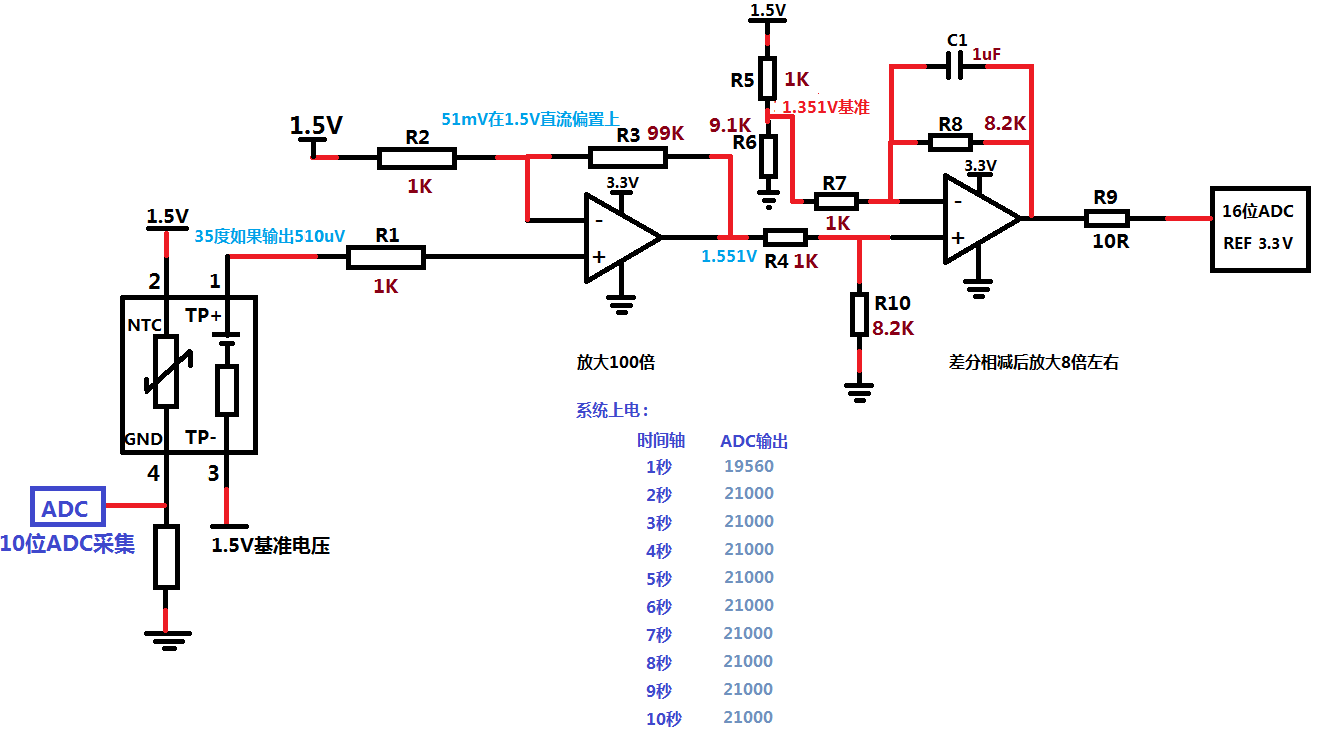 1.5V
C1
1uF
R5
1K
1.351V基准
51mV在1.5V直流偏置上
9.1K
R6
R8
8.2K
1.5V
R2
1K
R3
99K
3.3V
3.3V
R7
1K
-
+
-
+
R9
10R
16位ADC
REF 3.3V
1.5V
35度如果输出510uV
R1
1K
1.551V
R4
1K
2
1
NTC
TP+
R10
8.2K
放大100倍
差分相减后放大8倍左右
GND
TP-
4
3
ADC
10位ADC采集
1.5V基准电压
系统上电：
时间轴 ADC输出
1秒 19560
2秒 21000
3秒 21000
4秒 21000
5秒 21000
6秒 21000
7秒 21000
8秒 21000
9秒 21000
10秒 21000